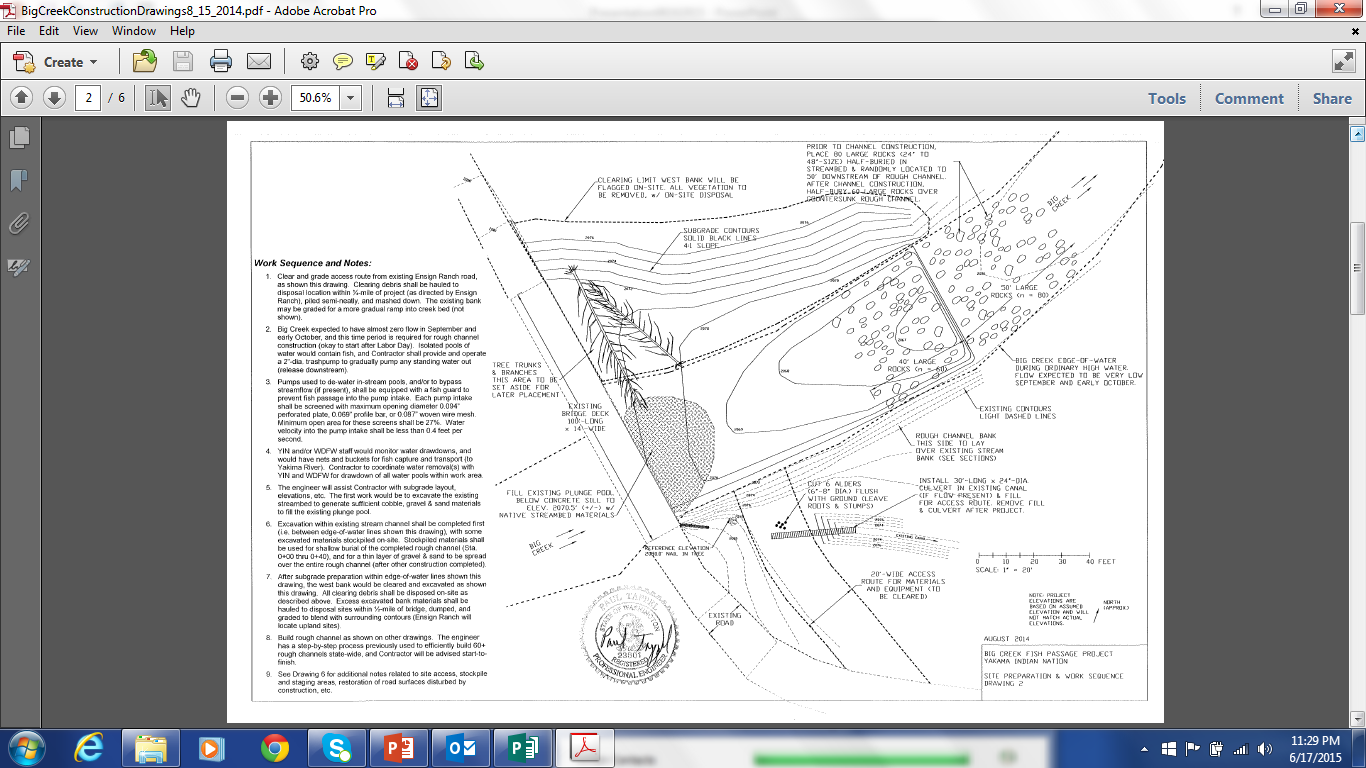 BigCreekConstructionDrawings8_15_2014.pdf - Adobe Acrobat Pro
File Edit View Window Help
Create
2 / 6
50.6%
Tools Comment Share
PRIOR TO CHANNEL CONSTRUCTION,
PLACE 80 LARGE ROCKS (24" TO
48"-SIZE) HALF-BURIED IN
STREAMBED & RANDOMLY LOCATED TO
50' DOWNSTREAM OF ROUGH CHANNEL.
AFTER CHANNEL CONSTRUCTION,
HALF-BURY 60 LARGE ROCKS OVER
COUNTERSUNK ROUGH CHANNEL.
CLEARING LIMIT WEST BANK WILL BE
FLAGGED ON-SITE. ALL VEGETATION TO
BE REMOVED, w/ ON-SITE DISPOSAL
BIG
CREEK
SUBGRADE CONTOURS
SOLID BLACK LINES
4:1 SLOPE
50' LARGE
ROCKS (n = 80)
40' LARGE
ROCKS (n = 60)
BIG CREEK EDGE-OF-WATER
DURING ORDINARY HIGH WATER.
FLOW EXPECTED TO BE VERY LOW
SEPTEMBER AND EARLY OCTOBER.
TREE TRUNKS
& BRANCHES
THIS AREA TO BE
SET ASIDE FOR
LATER PLACEMENT
EXISTING
BRIDGE DECK
100'-LONG
x 14'-WIDE
EXISTING CONTOURS
LIGHT DASHED LINES
ROUGH CHANNEL BANK
THIS SIDE TO LAY
OVER EXISTING STREAM
BANK (SEE SECTIONS)
CUT 6 ALDERS
(6"-8" DIA) FLUSH
WITH GROUND (LEAVE
ROOTS & STUMPS)
INSTALL 30'-LONG x 24"-DIA
CULVERT IN EXISTING CANAL
(IF FLOW PRESENT) & FILL
FOR ACCESS ROUTE. REMOVE FILL
& CULVERT AFTER PROJECT.
FILL EXISTING PLUNGE POOL
BELOW CONCRETE SILL TO
ELEV. 2070.5' (+/-) w/
NATIVE STREAMBED MATERIALS
EXISTING CANAL
BIG
CREEK
REFERENCE ELEVATION
NAIL IN TREE
0 10 20 30 40 FEET
SCALE: 1" = 20'
20'-WIDE ACCESS
ROUTE FOR MATERIALS
AND EQUIPMENT (TO
BE CLEARED)
EXISTING
ROAD
NOTE: PROJECT
ELEVATIONS ARE
BASED ON ASSUMED
ELEVATION AND WILL
NOT MATCH ACTUAL
ELEVATIONS.
NORTH
(APPROX)
AUGUST 2014
BIG CREEK FISH PASSAGE PROJECT
YAKAMA INDIAN NATION
SITE PREPARATION & WORK SEQUENCE
DRAWING 2
23801
REGISTERED
PROFESSIONAL ENGINEER
Work Sequence and Notes:
1. Clear and grade access route from existing Ensign Ranch road,
as shown this drawing. Clearing debris shall be hauled to
disposal location within ½-mile of project (as directed by Ensign
Ranch), piled semi-neatly, and mashed down. The existing bank
may be graded for a more gradual ramp into creek bed (not
shown).
2. Big Creek expected to have almost zero flow in September and
early October, and this time period is required for rough channel
construction (okay to start after Labor Day). Isolated pools of
water would contain fish, and Contractor shall provide and operate
a 2"-dia. trashpump to gradually pump any standing water out
(release downstream).
3. Pumps used to de-water in-stream pools, and/or to bypass
streamflow (if present), shall be equipped with a fish guard to
prevent fish passage into the pump intake. Each pump intake
shall be screened with maximum opening diameter 0.094"
perforated plate, 0.069" profile bar, or 0.087" woven wire mesh.
Minimum open area for these screens shall be 27%. Water
velocity into the pump intake shall be less than 0.4 feet per
second.
4. YIN and/or WDFW staff would monitor water drawdowns, and
would have nets and buckets for fish capture and transport (to
Yakima River). Contractor to coordinate water removal(s) with
YIN and WDFW for drawdown of all water pools within work area.
5. The engineer will assist Contractor with subgrade layout,
elevations, etc. The first work would be to excavate the existing
streambed to generate sufficient cobble, gravel & sand materials
to fill the existing plunge pool.
6. Excavation within existing stream channel shall be completed first
(i.e. between edge-of-water lines shown this drawing), with some
excavated materials stockpiled on-site. Stockpiled materials shall
be used for shallow burial of the completed rough channel (Sta.
0+00 thru 0+40), and for a thin layer of gravel & sand to be spread
over the entire rough channel (after other construction completed).
7. After subgrade preparation within edge-of-water lines shown this
drawing, the west bank would be cleared and excavated as shown
this drawing. All clearing debris shall be disposed on-site as
described above. Excess excavated bank materials shall be
hauled to disposal sites within ½-mile of bridge, dumped, and
graded to blend with surrounding contours (Ensign Ranch will
locate upland sites).
8. Build rough channel as shown on other drawings. The engineer
has a step-by-step process previously used to efficiently build 60+
rough channels state-wide, and Contractor will be advised start-to-
finish.
9. See Drawing 6 for additional notes related to site access, stockpile
and staging areas, restoration of road surfaces disturbed by
construction, etc.
11:29 PM
6/17/2015